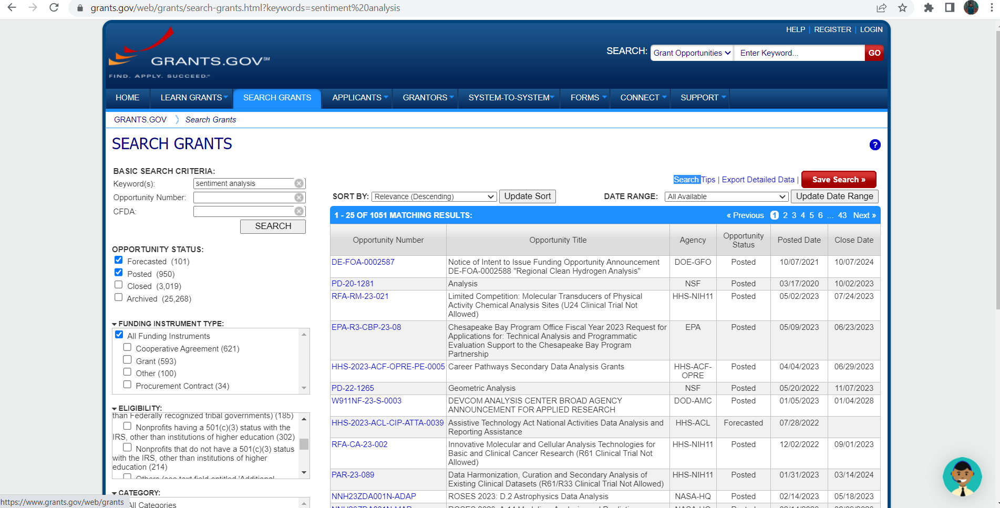 grants.gov/web/grants/search-grants.html?keywords=sentiment%20analysis
HELP | REGISTER | LOGIN
SEARCH: Grant Opportunities Enter Keyword... GO
GRANTS.GOV℠
FIND. APPLY. SUCCEED.℠
HOME LEARN GRANTS SEARCH GRANTS APPLICANTS GRANTORS SYSTEM-TO-SYSTEM FORMS CONNECT SUPPORT
GRANTS.GOV Search Grants
SEARCH GRANTS
?
BASIC SEARCH CRITERIA:
Keyword(s): sentiment analysis
Opportunity Number:
CFDA:
SEARCH
OPPORTUNITY STATUS:
Forecasted (101)
Posted (950)
Closed (3,019)
Archived (25,268)
FUNDING INSTRUMENT TYPE:
All Funding Instruments
Cooperative Agreement (621)
Grant (593)
Other (100)
Procurement Contract (34)
ELIGIBILITY:
than Federally recognized tribal governments) (185)
Nonprofits having a 501(c)(3) status with the
IRS, other than institutions of higher education (302)
Nonprofits that do not have a 501(c)(3) status
with the IRS, other than institutions of higher
education (214)
Others (see text field entitled 'Additional
CATEGORY:
All Categories
https://www.grants.gov/web/grants
Search Tips | Export Detailed Data | Save Search »
SORT BY: Relevance (Descending) Update Sort DATE RANGE: All Available Update Date Range
1 - 25 OF 1051 MATCHING RESULTS: « Previous 1 2 3 4 5 6 ... 43 Next »
Opportunity Number Opportunity Title Agency Opportunity Status Posted Date Close Date
DE-FOA-0002587 Notice of Intent to Issue Funding Opportunity Announcement DOE-GFO Posted 10/07/2021 10/07/2024
DE-FOA-0002588 "Regional Clean Hydrogen Analysis"
PD-20-1281 Analysis NSF Posted 03/17/2020 10/02/2023
RFA-RM-23-021 Limited Competition: Molecular Transducers of Physical HHS-NIH11 Posted 05/02/2023 07/24/2023
Activity Chemical Analysis Sites (U24 Clinical Trial Not
Allowed)
EPA-R3-CBP-23-08 Chesapeake Bay Program Office Fiscal Year 2023 Request for EPA Posted 05/09/2023 06/23/2023
Applications for: Technical Analysis and Programmatic
Evaluation Support to the Chesapeake Bay Program
Partnership
HHS-2023-ACF-OPRE-PE-0005 Career Pathways Secondary Data Analysis Grants HHS-ACF- Posted 04/04/2023 06/29/2023
OPRE
PD-22-1265 Geometric Analysis NSF Posted 05/20/2022 11/07/2023
W911NF-23-S-0003 DEVCOM ANALYSIS CENTER BROAD AGENCY DOD-AMC Posted 01/05/2023 01/04/2028
ANNOUNCEMENT FOR APPLIED RESEARCH
HHS-2023-ACL-CIP-ATTA-0039 Assistive Technology Act National Activities Data Analysis and HHS-ACL Forecasted 07/28/2022
Reporting Assistance
RFA-CA-23-002 Innovative Molecular and Cellular Analysis Technologies for HHS-NIH11 Posted 12/02/2022 09/01/2023
Basic and Clinical Cancer Research (R61 Clinical Trial Not
Allowed)
PAR-23-089 Data Harmonization, Curation and Secondary Analysis of HHS-NIH11 Posted 01/31/2023 03/14/2024
Existing Clinical Datasets (R61/R33 Clinical Trial Not Allowed)
NNH23ZDA001N-ADAP ROSES 2023: D.2 Astrophysics Data Analysis NASA-HQ Posted 02/14/2023 05/18/2023